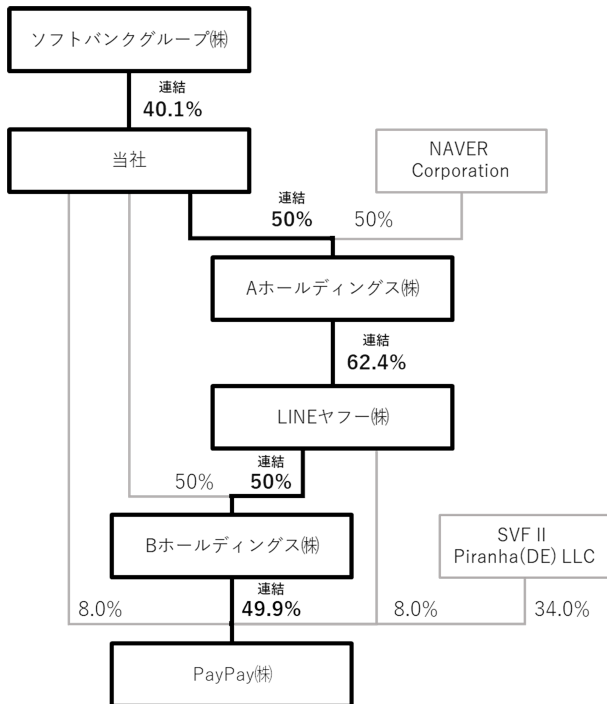 ソフトバンクグループ㈱
連結
40.1%
当社
NAVER
Corporation
連結
50%
50%
Aホールディングス㈱
連結
62.4%
LINEヤフー㈱
50%
連結
50%
Bホールディングス㈱
SVF II
Piranha(DE) LLC
8.0%
連結
49.9%
8.0%
34.0%
PayPay㈱